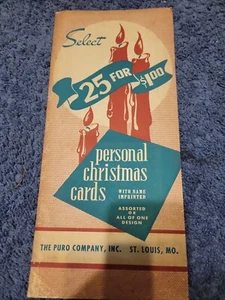 Select
25 FOR $1.00
personal
christmas
cards
WITH NAME
IMPRINTED
ASSORTED
OR
ALL OF ONE
DESIGN
THE PURO COMPANY, INC. ST. LOUIS, MO.